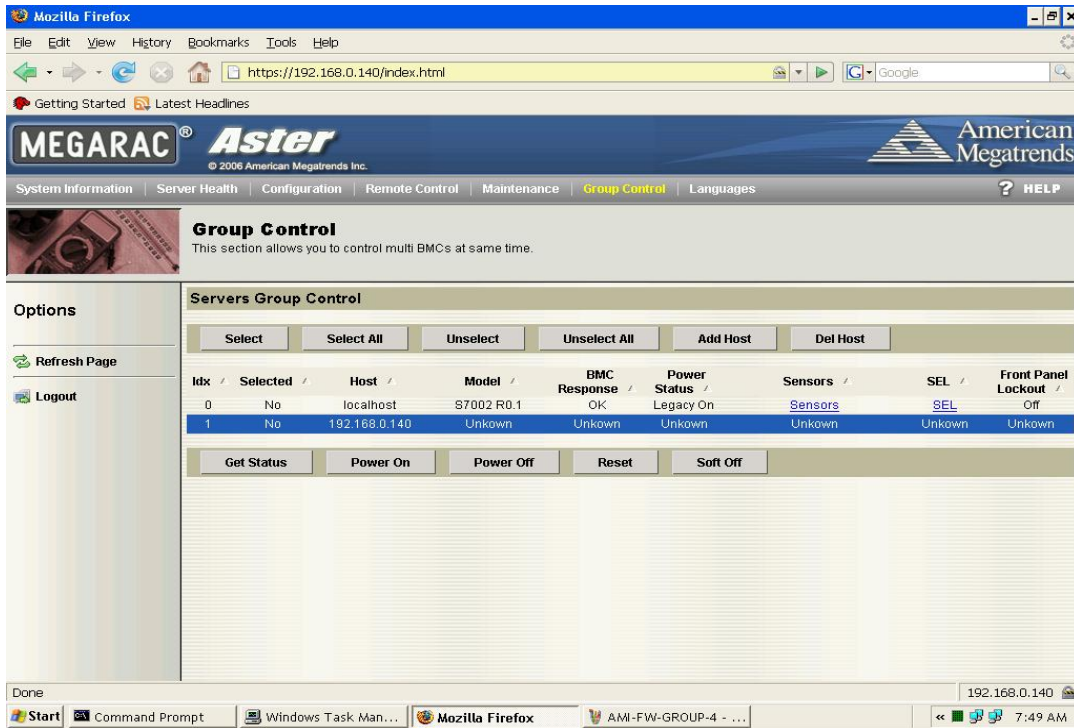 Mozilla Firefox
File Edit View History Bookmarks Tools Help
https://192.168.0.140/index.html
Google
Getting Started Latest Headlines
MEGARAC® Aster
© 2006 American Megatrends Inc.
American Megatrends
System Information Server Health Configuration Remote Control Maintenance Group Control Languages HELP
Group Control
This section allows you to control multi BMCs at same time.
Options
Refresh Page
Logout
Servers Group Control
Select Select All Unselect Unselect All Add Host Del Host
Idx Selected Host Model BMC Response Power Status Sensors SEL Front Panel Lockout
0 No localhost S7002 R0.1 OK Legacy On Sensors SEL Off
1 No 192.168.0.140 Unkown Unkown Unkown Unkown Unkown Unkown
Get Status Power On Power Off Reset Soft Off
Done 192.168.0.140
Start Command Prompt Windows Task Man... Mozilla Firefox AMI-FW-GROUP-4 - ... « 7:49 AM